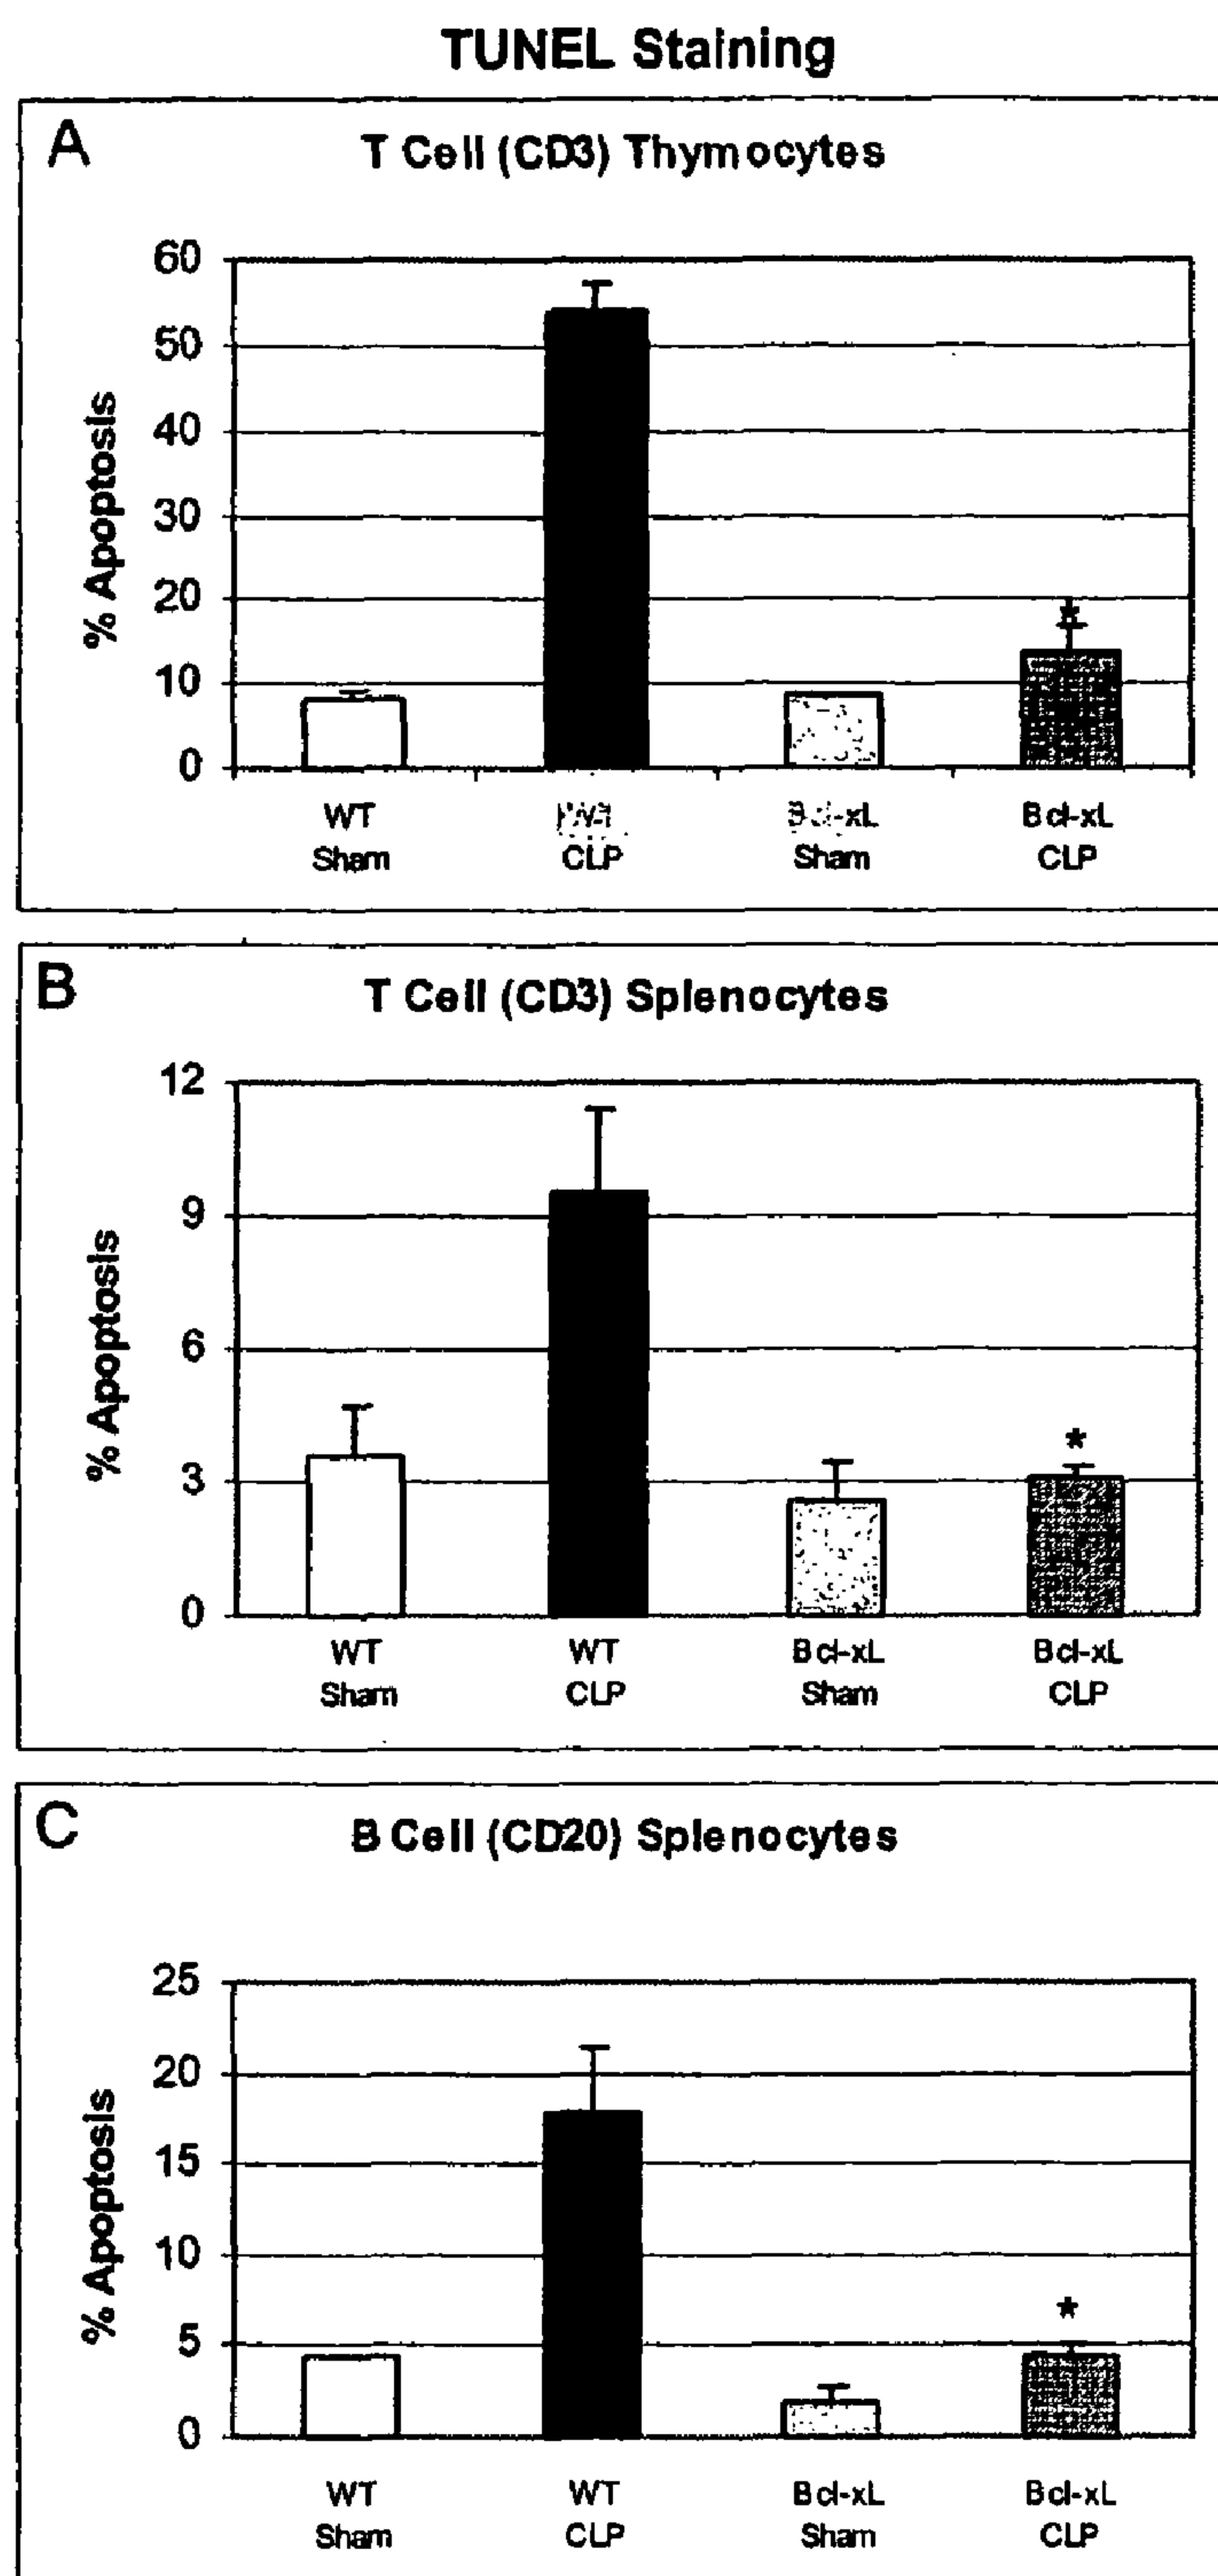 TUNEL Staining
A
T Cell (CD3) Thymocytes
60
50
40
30
20
10
0
% Apoptosis
*
WT Sham
CLP
Bcl-xL Sham
Bcl-xL CLP
B
T Cell (CD3) Splenocytes
12
9
6
3
0
% Apoptosis
*
WT Sham
WT CLP
Bcl-xL Sham
Bcl-xL CLP
C
B Cell (CD20) Splenocytes
25
20
15
10
5
0
% Apoptosis
*
WT Sham
WT CLP
Bcl-xL Sham
Bcl-xL CLP